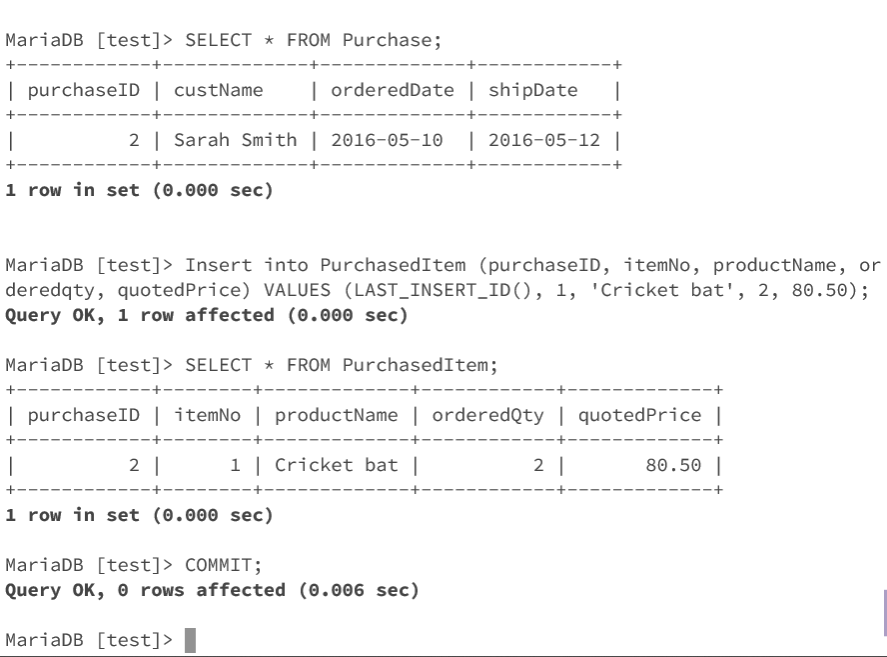 MariaDB [test]> SELECT * FROM Purchase;
+------------+-------------+-------------+------------+
| purchaseID | custName    | orderedDate | shipDate   |
+------------+-------------+-------------+------------+
|          2 | Sarah Smith | 2016-05-10  | 2016-05-12 |
+------------+-------------+-------------+------------+
1 row in set (0.000 sec)
MariaDB [test]> Insert into PurchasedItem (purchaseID, itemNo, productName, or
deredqty, quotedPrice) VALUES (LAST_INSERT_ID(), 1, 'Cricket bat', 2, 80.50);
Query OK, 1 row affected (0.000 sec)
MariaDB [test]> SELECT * FROM PurchasedItem;
+------------+--------+-------------+------------+-------------+
| purchaseID | itemNo | productName | orderedQty | quotedPrice |
+------------+--------+-------------+------------+-------------+
|          2 |      1 | Cricket bat |          2 |       80.50 |
+------------+--------+-------------+------------+-------------+
1 row in set (0.000 sec)
MariaDB [test]> COMMIT;
Query OK, 0 rows affected (0.006 sec)
MariaDB [test]>